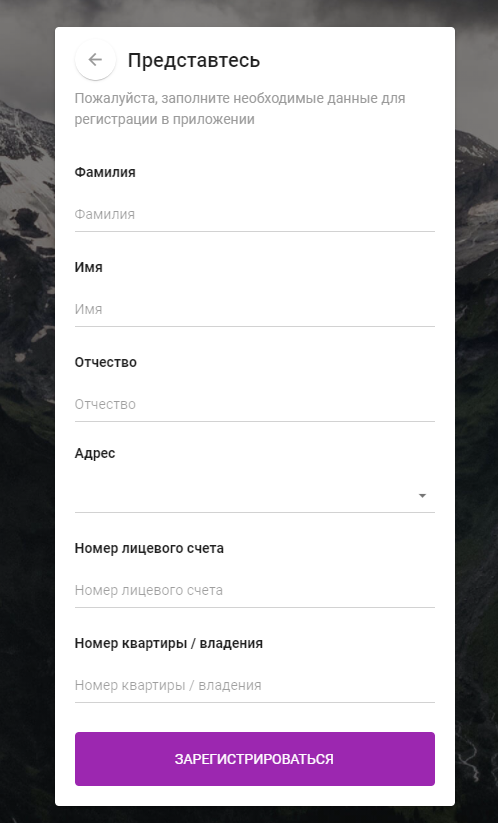 Представтесь
Пожалуйста, заполните необходимые данные для
регистрации в приложении
Фамилия
Фамилия
Имя
Имя
Отчество
Отчество
Адрес
Номер лицевого счета
Номер лицевого счета
Номер квартиры / владения
Номер квартиры / владения
ЗАРЕГИСТРИРОВАТЬСЯ